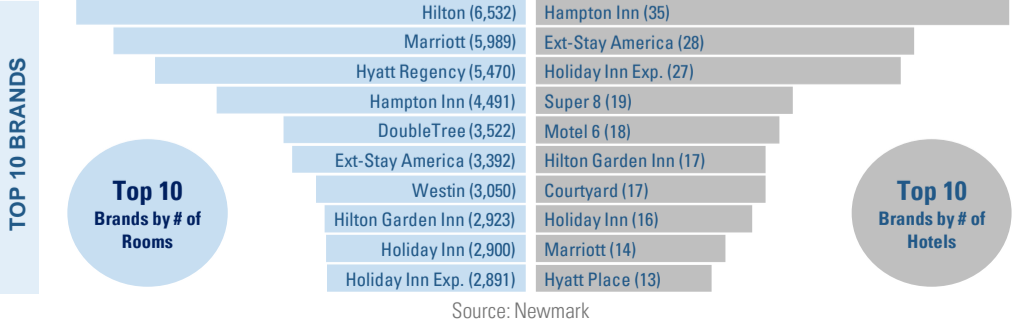 TOP 10 BRANDS
Hilton (6,532)
Marriott (5,989)
Hyatt Regency (5,470)
Hampton Inn (4,491)
DoubleTree (3,522)
Ext-Stay America (3,392)
Westin (3,050)
Hilton Garden Inn (2,923)
Holiday Inn (2,900)
Holiday Inn Exp. (2,891)
Top 10
Brands by # of
Rooms
Hampton Inn (35)
Ext-Stay America (28)
Holiday Inn Exp. (27)
Super 8 (19)
Motel 6 (18)
Hilton Garden Inn (17)
Courtyard (17)
Holiday Inn (16)
Marriott (14)
Hyatt Place (13)
Top 10
Brands by # of
Hotels
Source: Newmark